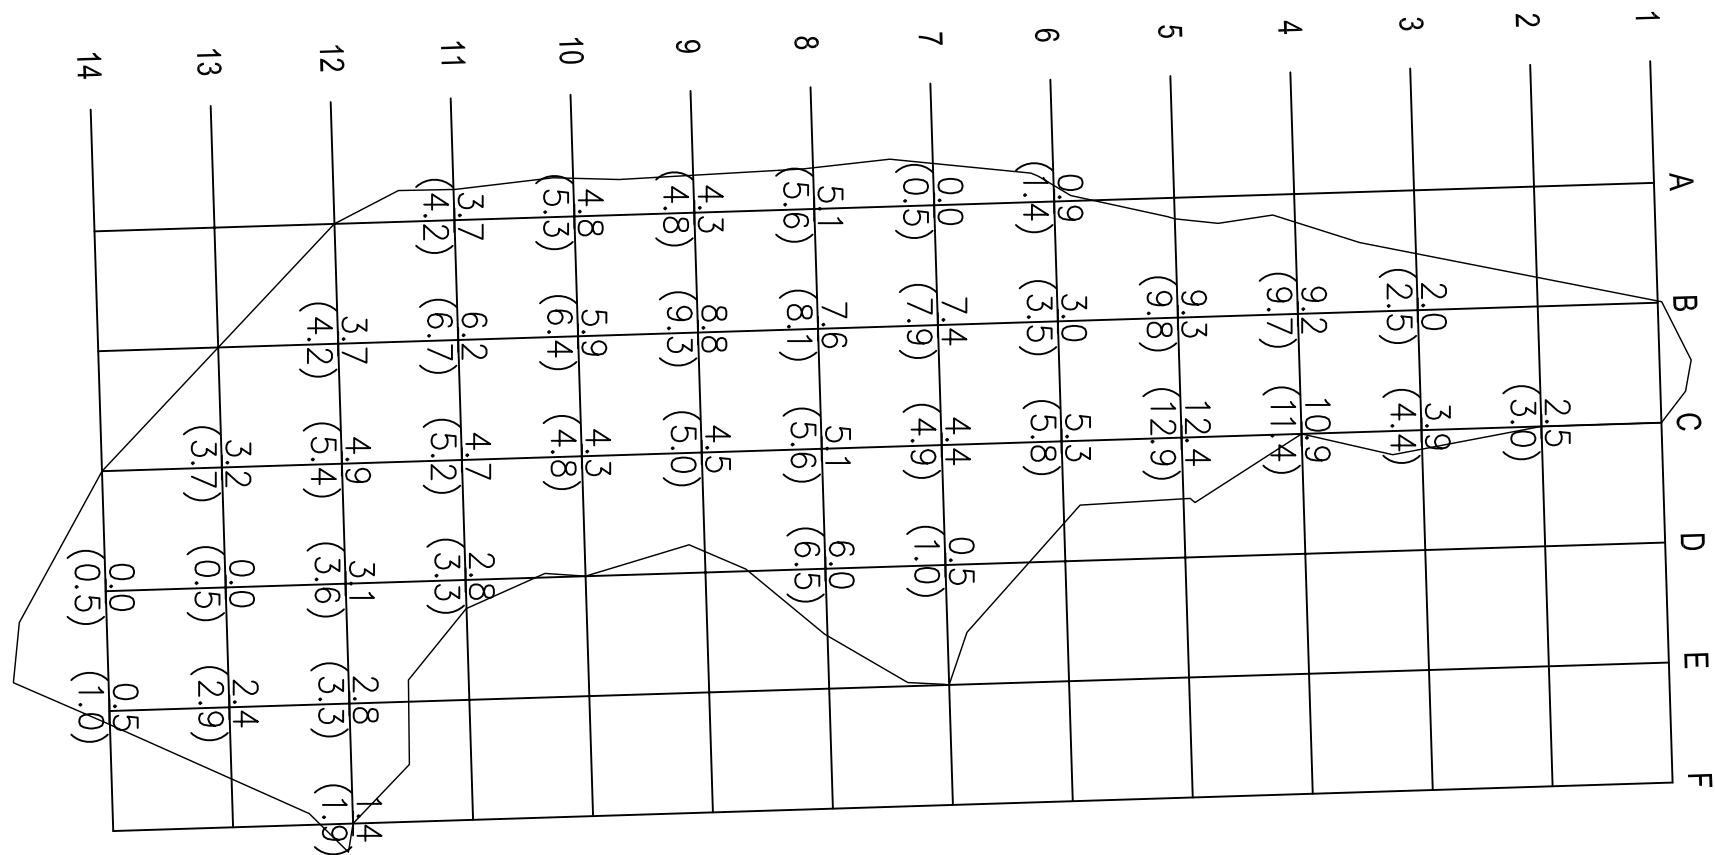 14 13 12 11 10 9 8 7 6 5 4 3 2 1
A
3.7 4.8 4.3 5.1 0.0 0.9
(4.2) (5.3) (4.8) (5.6) (0.5) (1.4)
B
3.7 6.2 5.9 8.8 7.6 7.4 3.0 9.3 9.2 2.0
(4.2) (6.7) (6.4) (9.3) (8.1) (7.9) (3.5) (9.8) (9.7) (2.5)
C
3.2 4.9 4.7 4.3 4.5 5.1 4.4 5.3 12.4 10.9 3.9 2.5
(3.7) (5.4) (5.2) (4.8) (5.0) (5.6) (4.9) (5.8) (12.9) (11.4) (4.4) (3.0)
D
0.0 0.0 3.1 2.8 6.0 0.5
(0.5) (0.5) (3.6) (3.3) (6.5) (1.0)
E
0.5 2.4 2.8
(1.0) (2.9) (3.3)
F
1.4
(1.9)